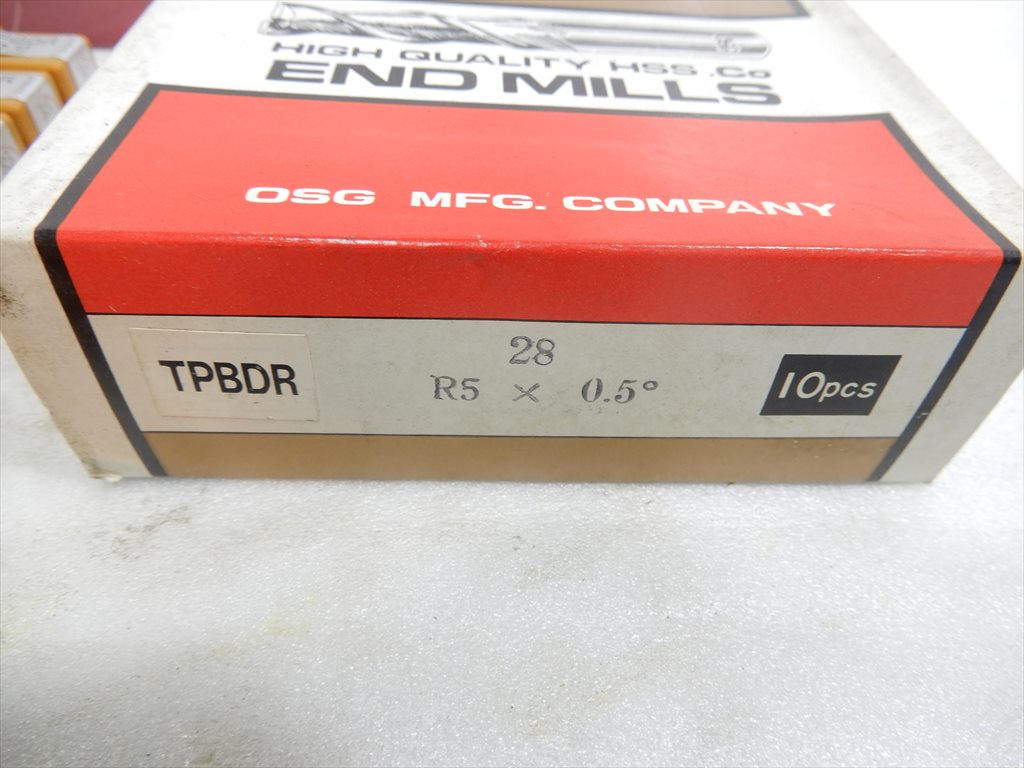 HIGH QUALITY HSS.Co
END MILLS
OSG MFG. COMPANY
TPBDR
28
R5 × 0.5°
10pcs